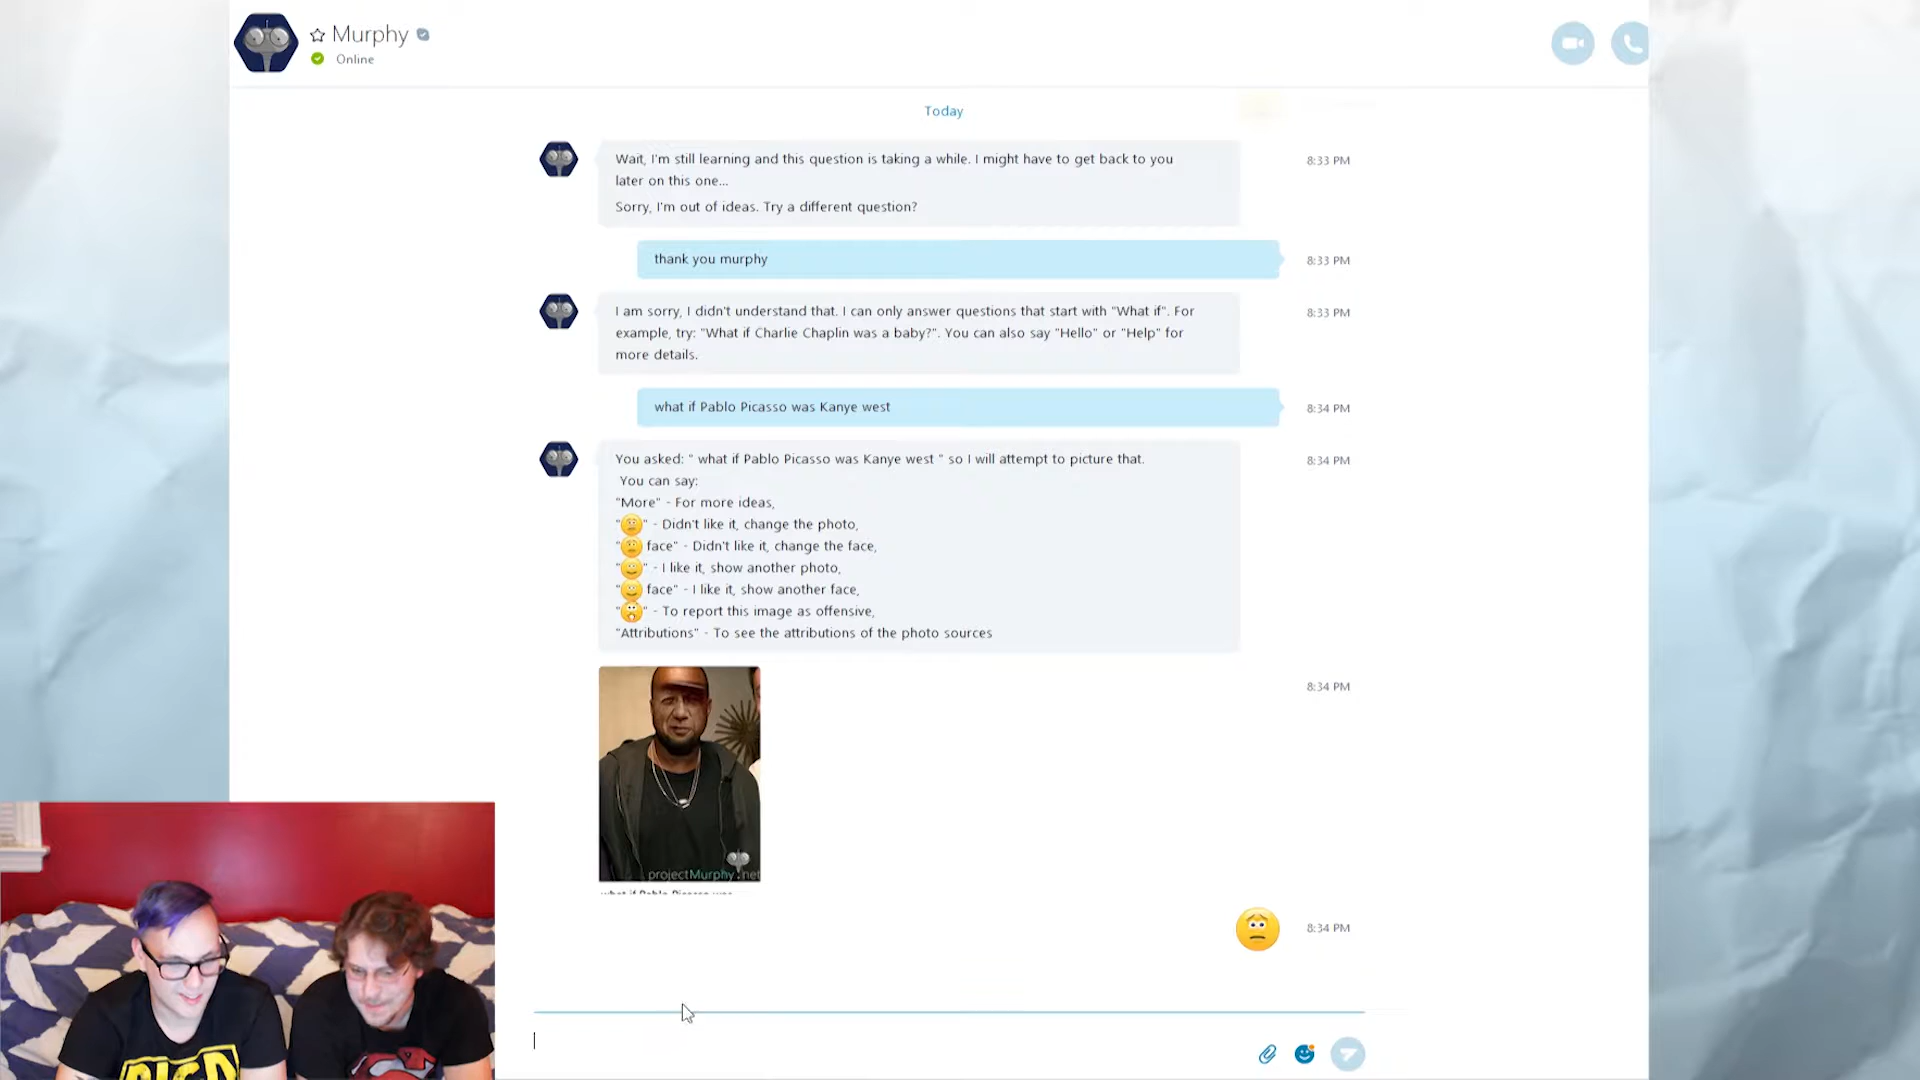 Murphy
Online
Today
Wait, I'm still learning and this question is taking a while. I might have to get back to you
later on this one...
Sorry, I'm out of ideas. Try a different question?
8:33 PM
thank you murphy
8:33 PM
I am sorry, I didn't understand that. I can only answer questions that start with "What if". For
example, try: "What if Charlie Chaplin was a baby?". You can also say "Hello" or "Help" for
more details.
8:33 PM
what if Pablo Picasso was Kanye west
8:34 PM
You asked: " what if Pablo Picasso was Kanye west " so I will attempt to picture that.
You can say:
"More" - For more ideas,
"😟" - Didn't like it, change the photo,
"😟 face" - Didn't like it, change the face,
"🙂" - I like it, show another photo,
"🙂 face" - I like it, show another face,
"😮" - To report this image as offensive,
"Attributions" - To see the attributions of the photo sources
8:34 PM
8:34 PM
projectMurphy.net
8:34 PM